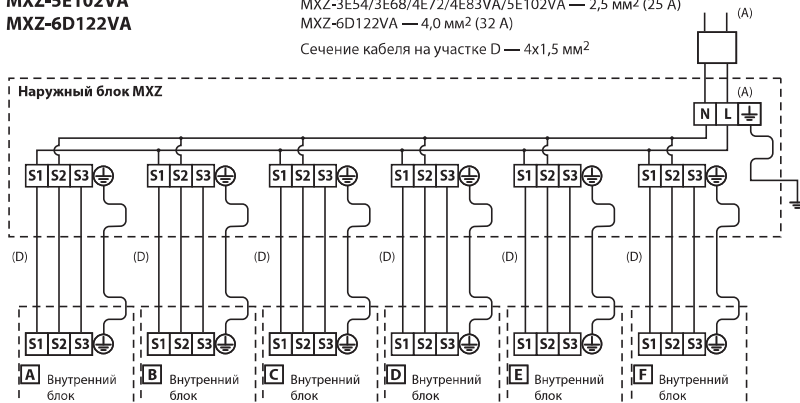 MXZ-5E102VA
MXZ-6D122VA
MXZ-3E54/3E68/4E72/4E83VA/5E102VA — 2,5 мм² (25 А)
MXZ-6D122VA — 4,0 мм² (32 А)
Сечение кабеля на участке D — 4x1,5 мм²
(A)
Наружный блок MXZ
(A)
N L
S1 S2 S3 S1 S2 S3 S1 S2 S3 S1 S2 S3 S1 S2 S3 S1 S2 S3
(D) (D) (D) (D) (D) (D)
S1 S2 S3 S1 S2 S3 S1 S2 S3 S1 S2 S3 S1 S2 S3 S1 S2 S3
A Внутренний блок
B Внутренний блок
C Внутренний блок
D Внутренний блок
E Внутренний блок
F Внутренний блок